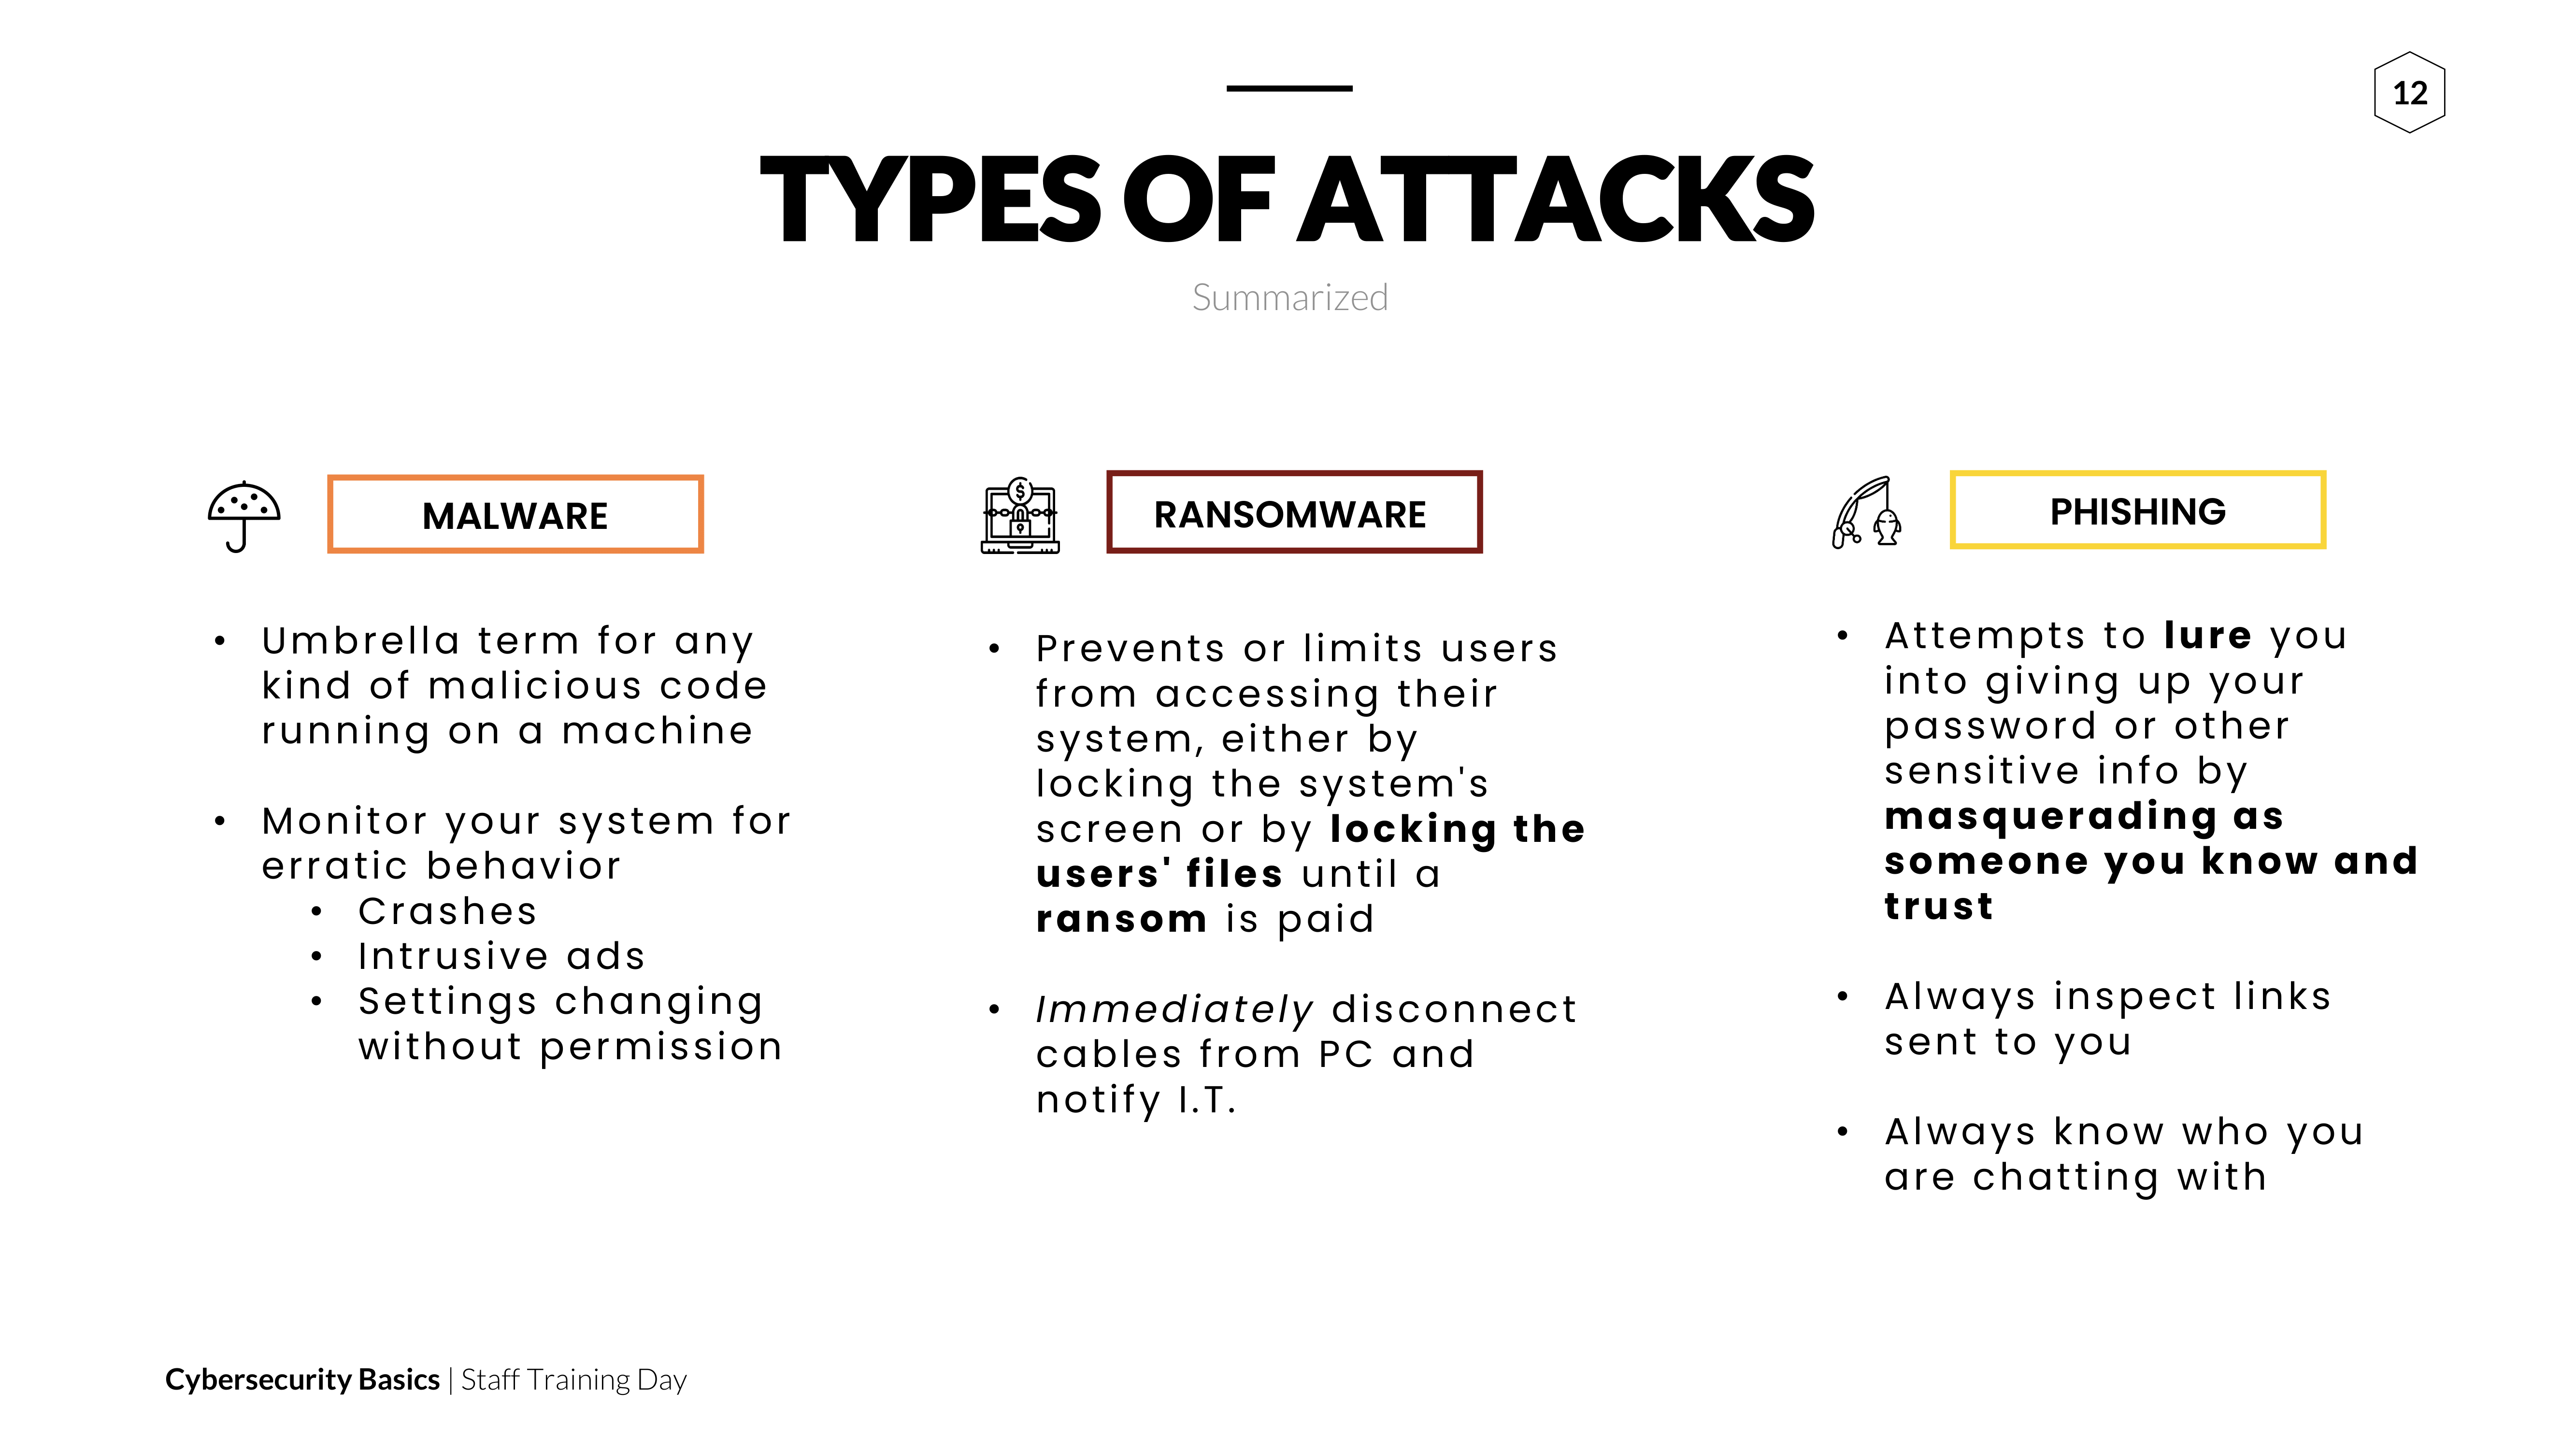 12
TYPES OF ATTACKS
Summarized
MALWARE
• Umbrella term for any
kind of malicious code
running on a machine
• Monitor your system for
erratic behavior
• Crashes
• Intrusive ads
• Settings changing
without permission
RANSOMWARE
• Prevents or limits users
from accessing their
system, either by
locking the system's
screen or by locking the
users' files until a
ransom is paid
• Immediately disconnect
cables from PC and
notify I.T.
PHISHING
• Attempts to lure you
into giving up your
password or other
sensitive info by
masquerading as
someone you know and
trust
• Always inspect links
sent to you
• Always know who you
are chatting with
Cybersecurity Basics | Staff Training Day